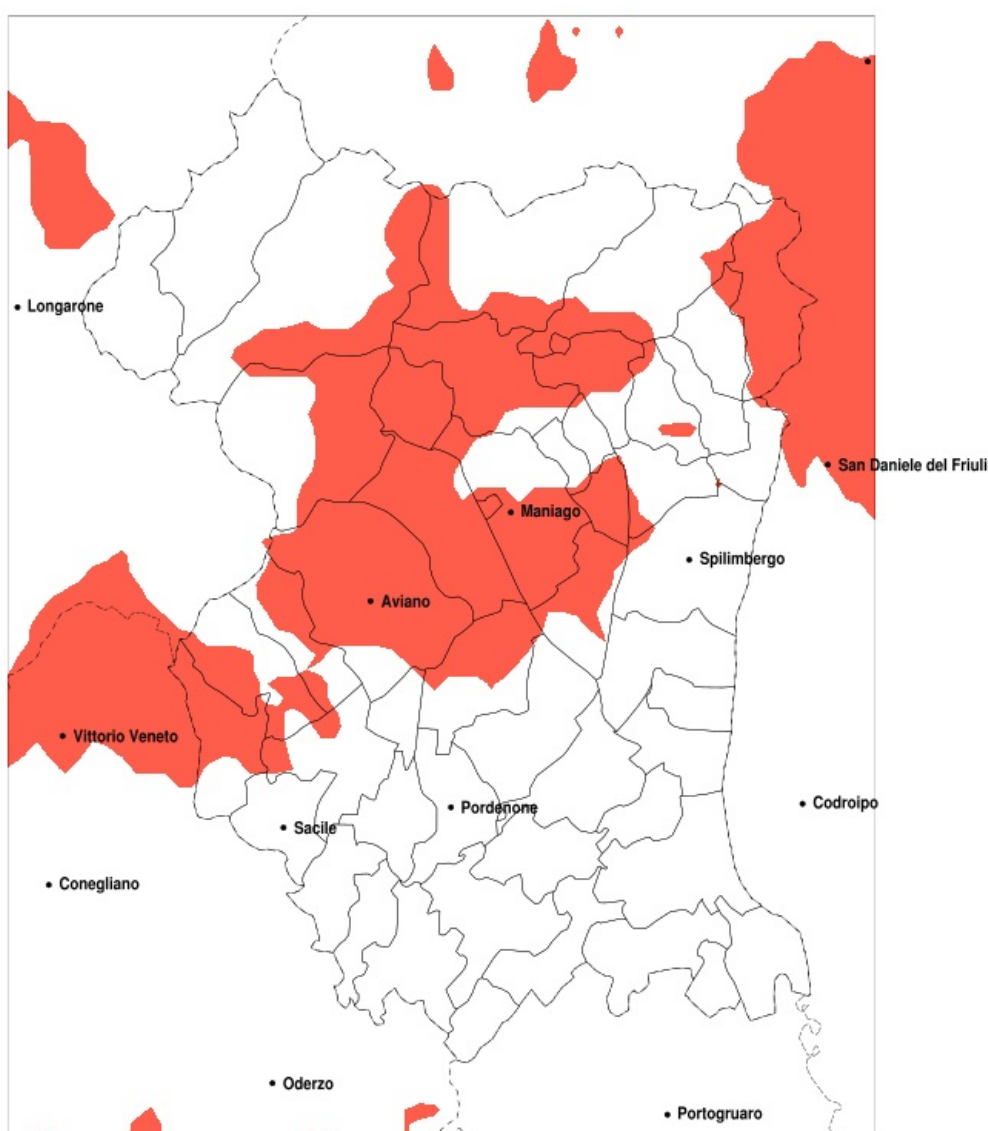 Longarone
San Daniele del Friuli
Maniago
Spilimbergo
Aviano
Vittorio Veneto
Codroipo
Pordenone
Sacile
Conegliano
Oderzo
Portogruaro